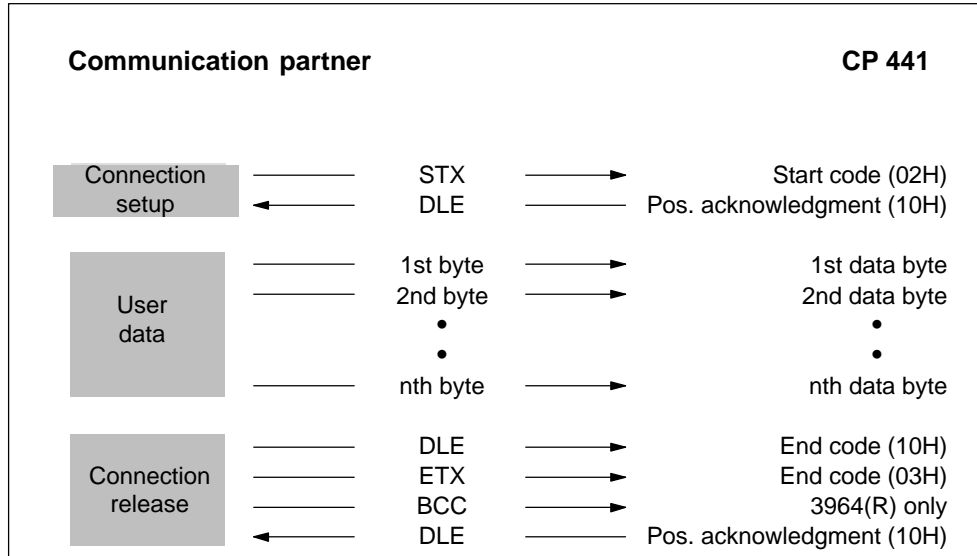 Communication partner CP 441
Connection setup
STX Start code (02H)
DLE Pos. acknowledgment (10H)
User data
1st byte 1st data byte
2nd byte 2nd data byte
• •
• •
nth byte nth data byte
Connection release
DLE End code (10H)
ETX End code (03H)
BCC 3964(R) only
DLE Pos. acknowledgment (10H)